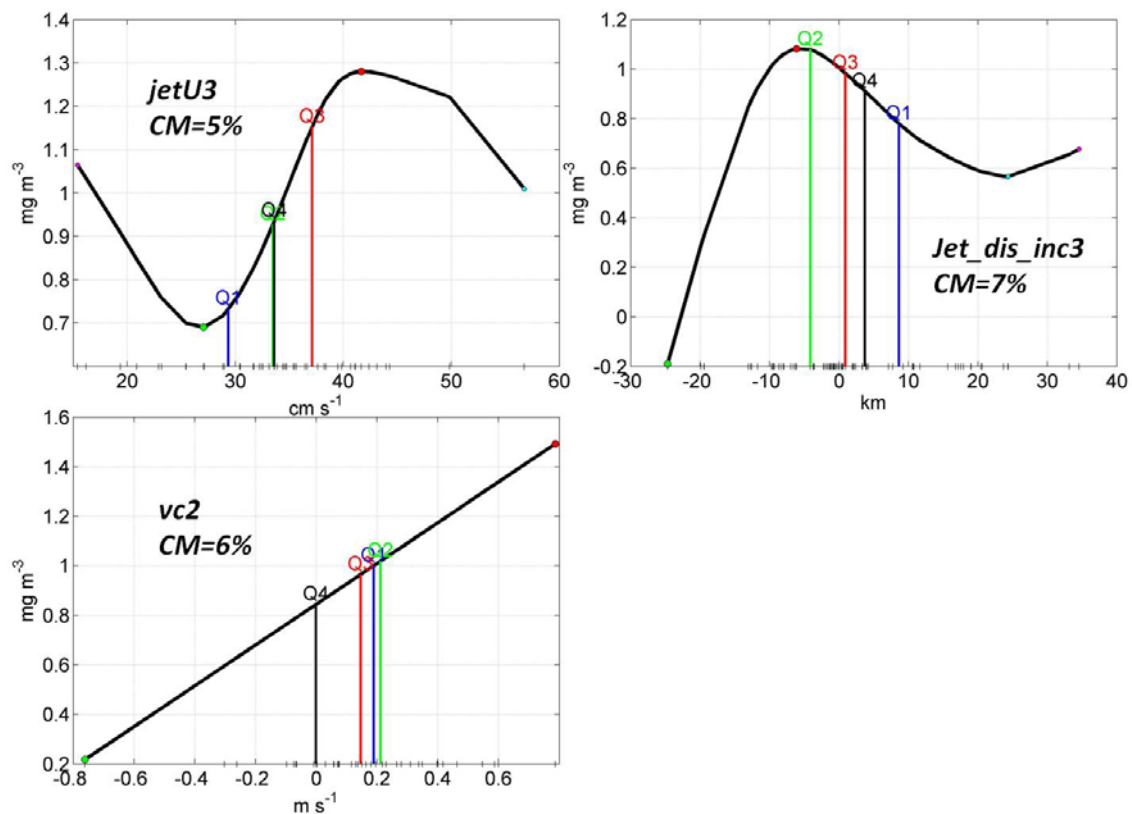 1.4
1.3
1.2
1.1
1
0.9
0.8
0.7
mg m-3
jetU3
CM=5%
Q1
Q4
Q3
20 30 40 50 60
cm s-1
1.2
1
0.8
0.6
0.4
0.2
0
-0.2
mg m-3
Q2
Q3
Q4
Q1
Jet_dis_inc3
CM=7%
-30 -20 -10 0 10 20 30 40
km
1.6
1.4
1.2
1
0.8
0.6
0.4
0.2
mg m-3
vc2
CM=6%
Q4
Q3
Q1
Q2
-0.8 -0.6 -0.4 -0.2 0 0.2 0.4 0.6
m s-1